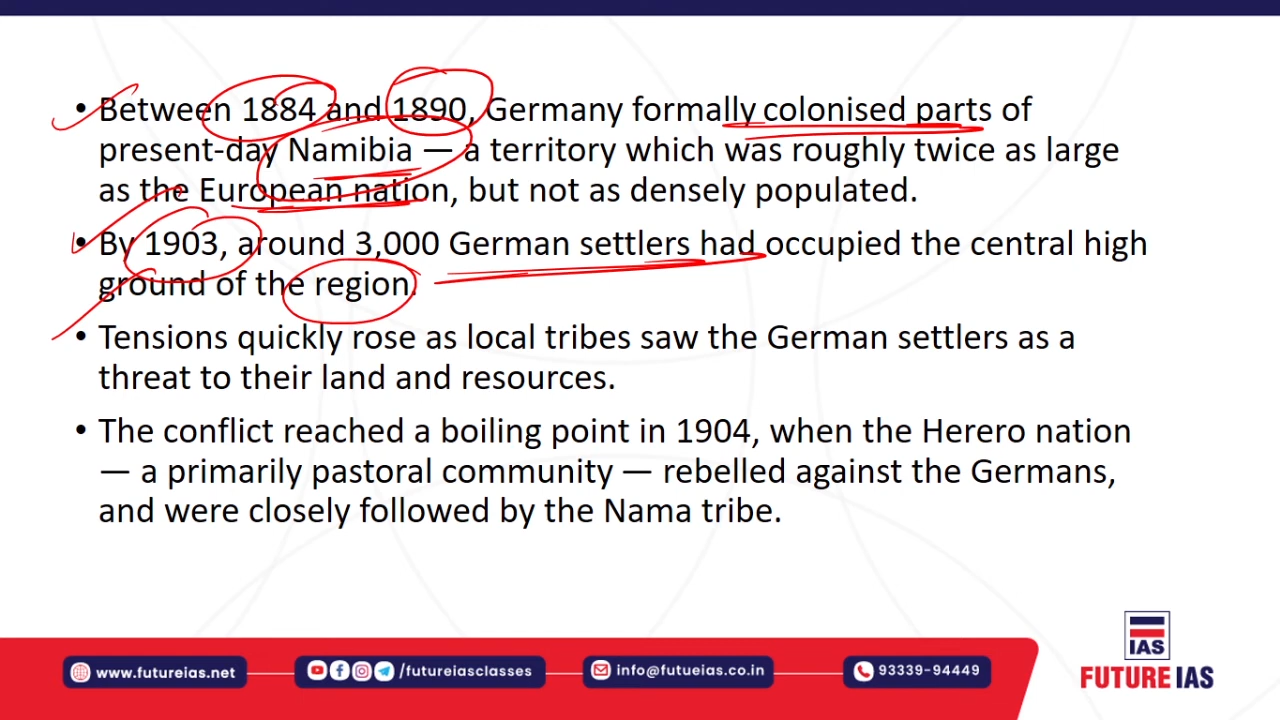 • Between 1884 and 1890, Germany formally colonised parts of
present-day Namibia — a territory which was roughly twice as large
as the European nation, but not as densely populated.
• By 1903, around 3,000 German settlers had occupied the central high
ground of the region.
• Tensions quickly rose as local tribes saw the German settlers as a
threat to their land and resources.
• The conflict reached a boiling point in 1904, when the Herero nation
— a primarily pastoral community — rebelled against the Germans,
and were closely followed by the Nama tribe.
IAS
FUTURE IAS
www.futureias.net
/futureiasclasses
info@futueias.co.in
93339-94449